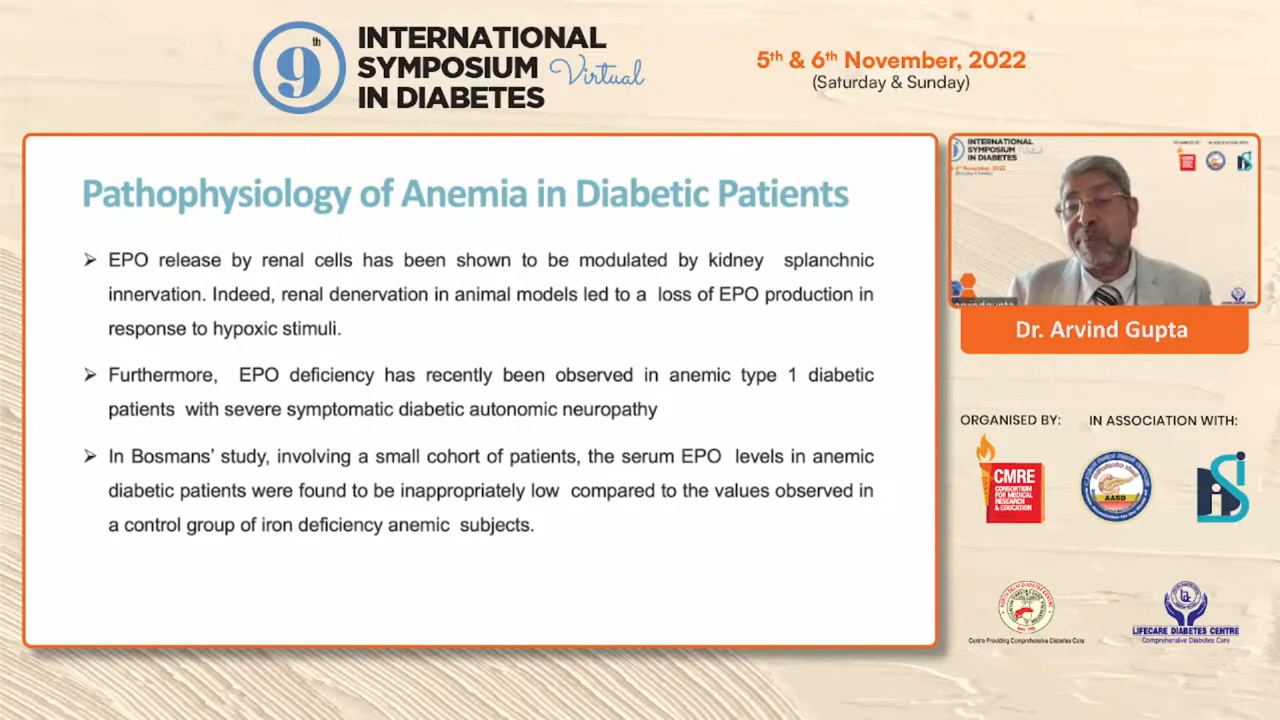 9th
INTERNATIONAL
SYMPOSIUM
Virtual
IN DIABETES
5th & 6th November, 2022
(Saturday & Sunday)
Pathophysiology of Anemia in Diabetic Patients
➢ EPO release by renal cells has been shown to be modulated by kidney splanchnic
innervation. Indeed, renal denervation in animal models led to a loss of EPO production in
response to hypoxic stimuli.
➢ Furthermore, EPO deficiency has recently been observed in anemic type 1 diabetic
patients with severe symptomatic diabetic autonomic neuropathy
➢ In Bosmans' study, involving a small cohort of patients, the serum EPO levels in anemic
diabetic patients were found to be inappropriately low compared to the values observed in
a control group of iron deficiency anemic subjects.
INTERNATIONAL
SYMPOSIUM
IN DIABETES
Dr. Arvind Gupta
ORGANISED BY:
IN ASSOCIATION WITH:
CMRE
CONSORTIUM
FOR MEDICAL
RESEARCH
& EDUCATION
AASD
Centre Providing Comprehensive Diabetes Care
LIFECARE DIABETES CENTRE
Comprehensive Diabetes Care